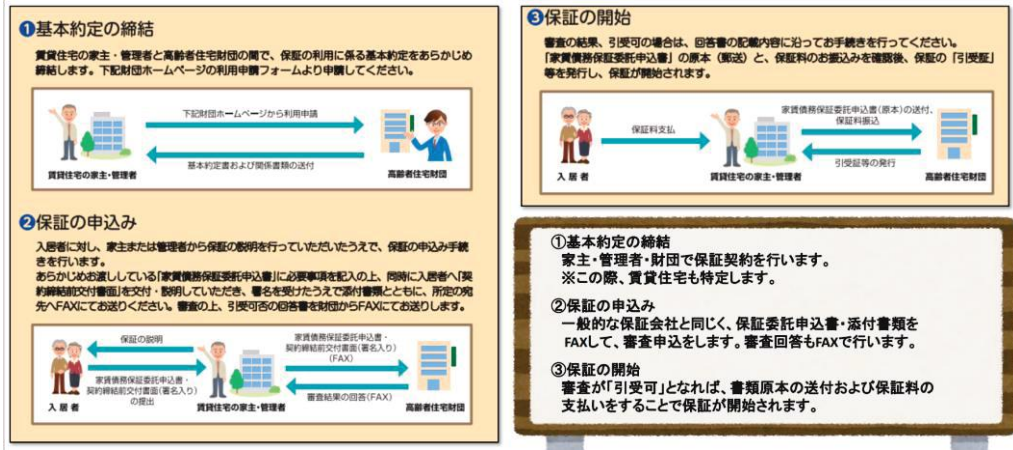 ❶基本約定の締結
賃貸住宅の家主・管理者と高齢者住宅財団の間で、保証の利用に係る基本約定をあらかじめ
締結します。下記財団ホームページの利用申請フォームより申請してください。
下記財団ホームページから利用申請
基本約定書および関係書類の送付
賃貸住宅の家主・管理者
高齢者住宅財団
❷保証の申込み
入居者に対し、家主または管理者から保証の説明を行っていただいたうえで、保証の申込み手続
きを行います。
あらかじめお渡ししている「家賃債務保証委託申込書」に必要事項を記入の上、同時に入居者へ「契
約締結前交付書面」を交付・説明していただき、署名を受けたうえで添付書類とともに、所定の宛
先へFAXにてお送りください。審査の上、引受可否の回答書を財団からFAXにてお送りします。
保証の説明
家賃債務保証委託申込書・
契約締結前交付書面(署名入り)
の提出
家賃債務保証委託申込書・
契約締結前交付書面(署名入り)
(FAX)
審査結果の回答(FAX)
入 居 者
賃貸住宅の家主・管理者
高齢者住宅財団
❸保証の開始
審査の結果、引受可の場合は、回答書の記載内容に沿ってお手続きを行ってください。
「家賃債務保証委託申込書」の原本（郵送）と、保証料のお振込みを確認後、保証の「引受証」
等を発行し、保証が開始されます。
保証料支払
家賃債務保証委託申込書(原本)の送付、
保証料振込
引受証等の発行
入 居 者
賃貸住宅の家主・管理者
高齢者住宅財団
①基本約定の締結
家主・管理者・財団で保証契約を行います。
※この際、賃貸住宅も特定します。
②保証の申込み
一般的な保証会社と同じく、保証委託申込書・添付書類を
FAXして、審査申込をします。審査回答もFAXで行います。
③保証の開始
審査が「引受可」となれば、書類原本の送付および保証料の
支払いをすることで保証が開始されます。